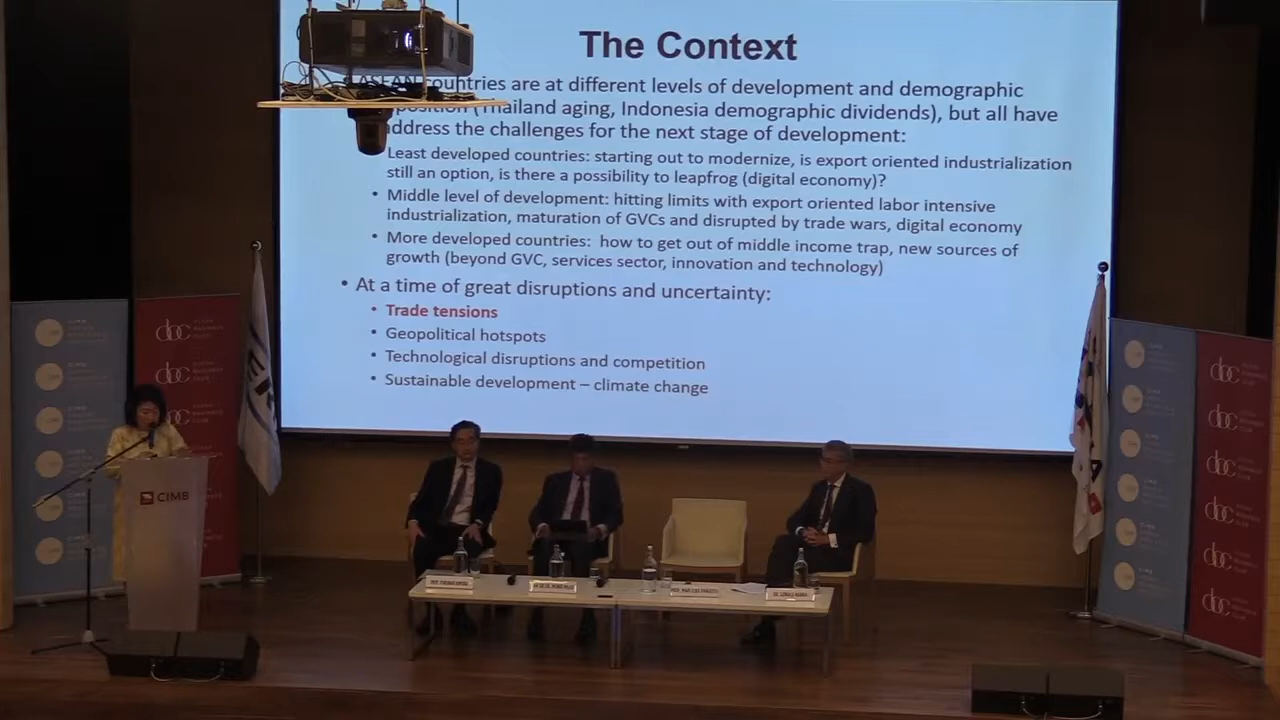 The Context
ASEAN countries are at different levels of development and demographic
(Thailand aging, Indonesia demographic dividends), but all have
address the challenges for the next stage of development:
Least developed countries: starting out to modernize, is export oriented industrialization
still an option, is there a possibility to leapfrog (digital economy)?
• Middle level of development: hitting limits with export oriented labor intensive
industrialization, maturation of GVCs and disrupted by trade wars, digital economy
• More developed countries: how to get out of middle income trap, new sources of
growth (beyond GVC, services sector, innovation and technology)
• At a time of great disruptions and uncertainty:
• Trade tensions
• Geopolitical hotspots
• Technological disruptions and competition
• Sustainable development – climate change
CIMB